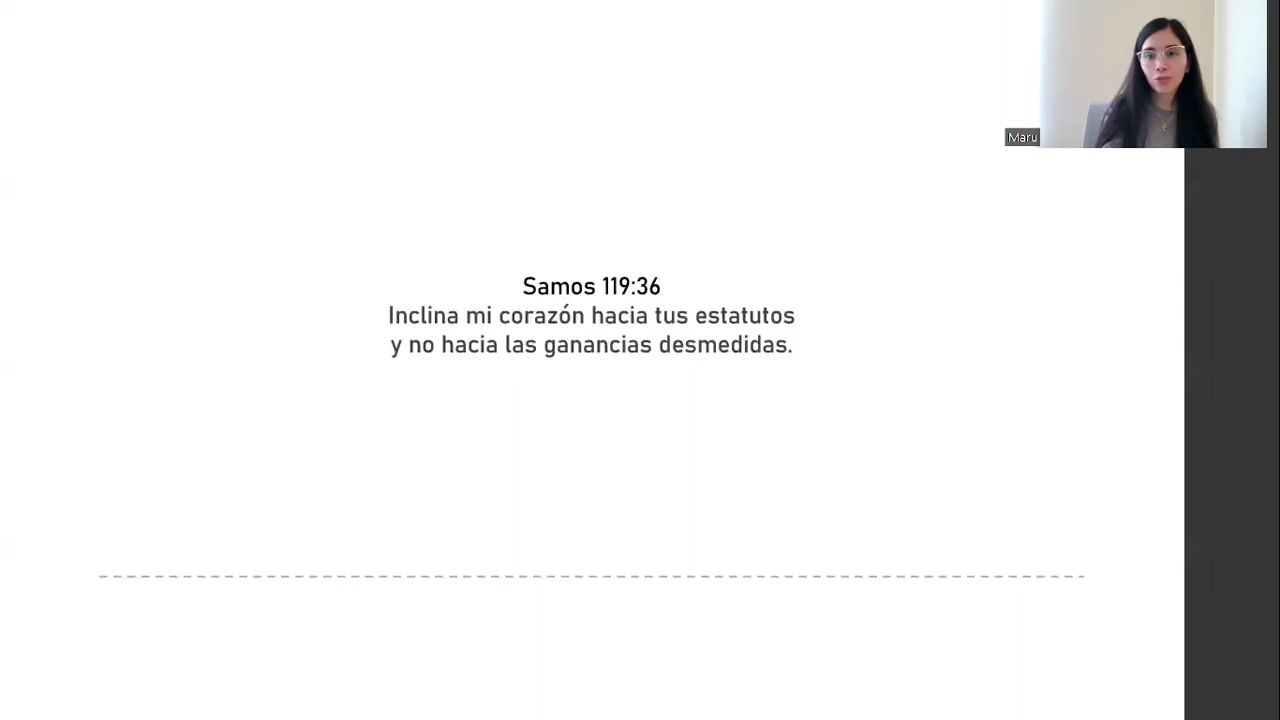 Maru
Samos 119:36
Inclina mi corazón hacia tus estatutos
y no hacia las ganancias desmedidas.